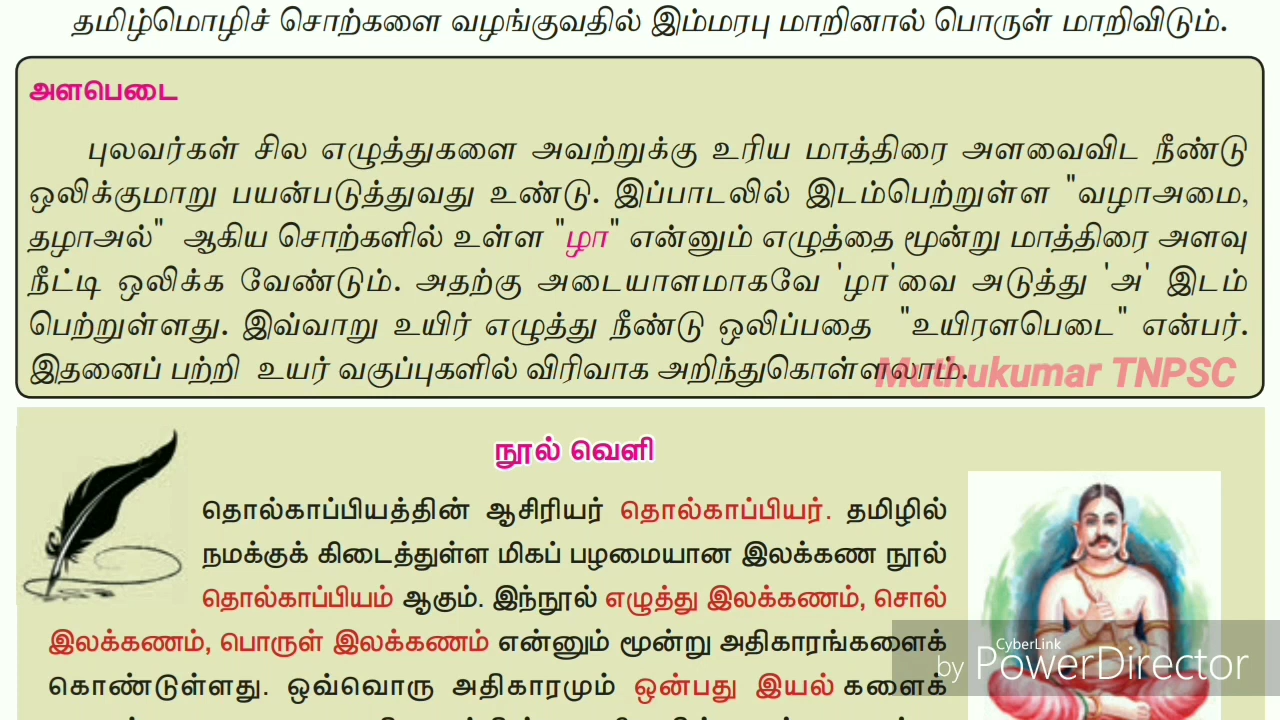 தமிழ்மொழிச் சொற்களை வழங்குவதில் இம்மரபு மாறினால் பொருள் மாறிவிடும்.
அளபெடை
புலவர்கள் சில எழுத்துகளை அவற்றுக்கு உரிய மாத்திரை அளவைவிட நீண்டு
ஒலிக்குமாறு பயன்படுத்துவது உண்டு. இப்பாடலில் இடம்பெற்றுள்ள "வழாஅமை,
தழாஅல்" ஆகிய சொற்களில் உள்ள "ழா" என்னும் எழுத்தை மூன்று மாத்திரை அளவு
நீட்டி ஒலிக்க வேண்டும். அதற்கு அடையாளமாகவே 'ழா'வை அடுத்து 'அ' இடம்
பெற்றுள்ளது. இவ்வாறு உயிர் எழுத்து நீண்டு ஒலிப்பதை "உயிரளபெடை" என்பர்.
இதனைப் பற்றி உயர் வகுப்புகளில் விரிவாக அறிந்துகொள்ளலாம்.
Muthukumar TNPSC
நூல் வெளி
தொல்காப்பியத்தின் ஆசிரியர் தொல்காப்பியர். தமிழில்
நமக்குக் கிடைத்துள்ள மிகப் பழமையான இலக்கண நூல்
தொல்காப்பியம் ஆகும். இந்நூல் எழுத்து இலக்கணம், சொல்
இலக்கணம், பொருள் இலக்கணம் என்னும் மூன்று அதிகாரங்களைக்
கொண்டுள்ளது. ஒவ்வொரு அதிகாரமும் ஒன்பது இயல் களைக்
CyberLink
by PowerDirector